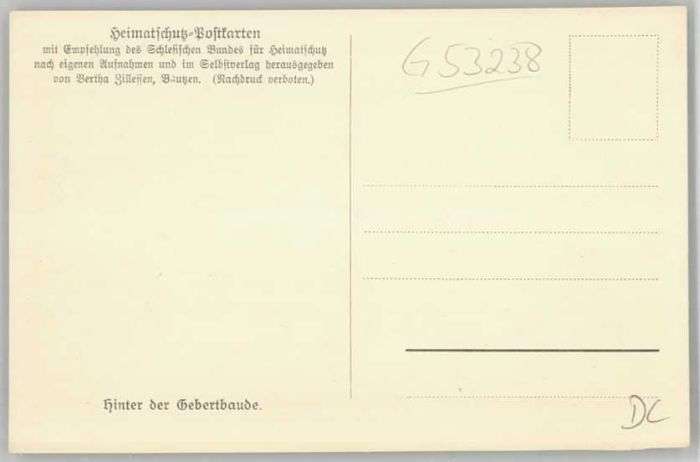 Heimatschutz-Postkarten
mit Empfehlung des Schlesischen Bundes für Heimatschutz
nach eigenen Aufnahmen und im Selbstverlag herausgegeben
von Bertha Zillessen, Bautzen. (Nachdruck verboten.)
G 53238
Hinter der Gebertbaude.
DC